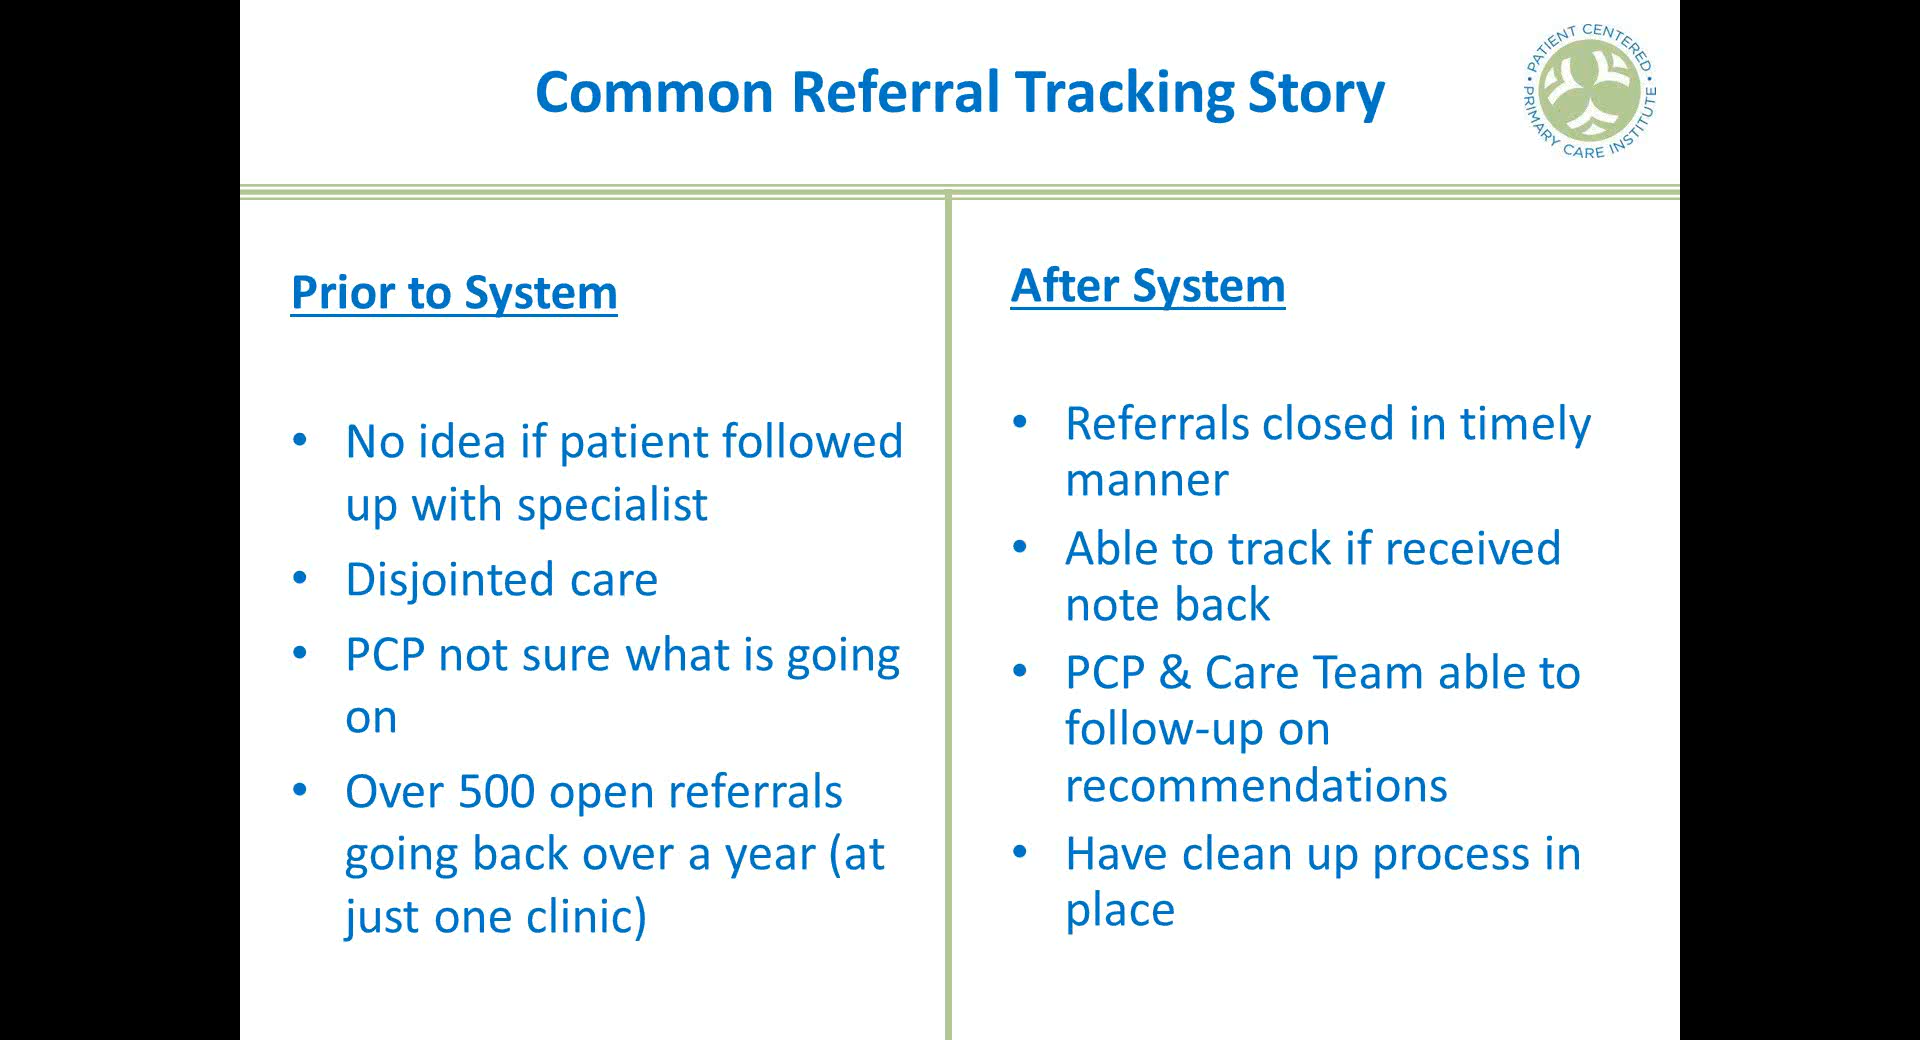 Common Referral Tracking Story
• PATIENT CENTERED •
PRIMARY CARE INSTITUTE
Prior to System
• No idea if patient followed
up with specialist
• Disjointed care
• PCP not sure what is going
on
• Over 500 open referrals
going back over a year (at
just one clinic)
After System
• Referrals closed in timely
manner
• Able to track if received
note back
• PCP & Care Team able to
follow-up on
recommendations
• Have clean up process in
place